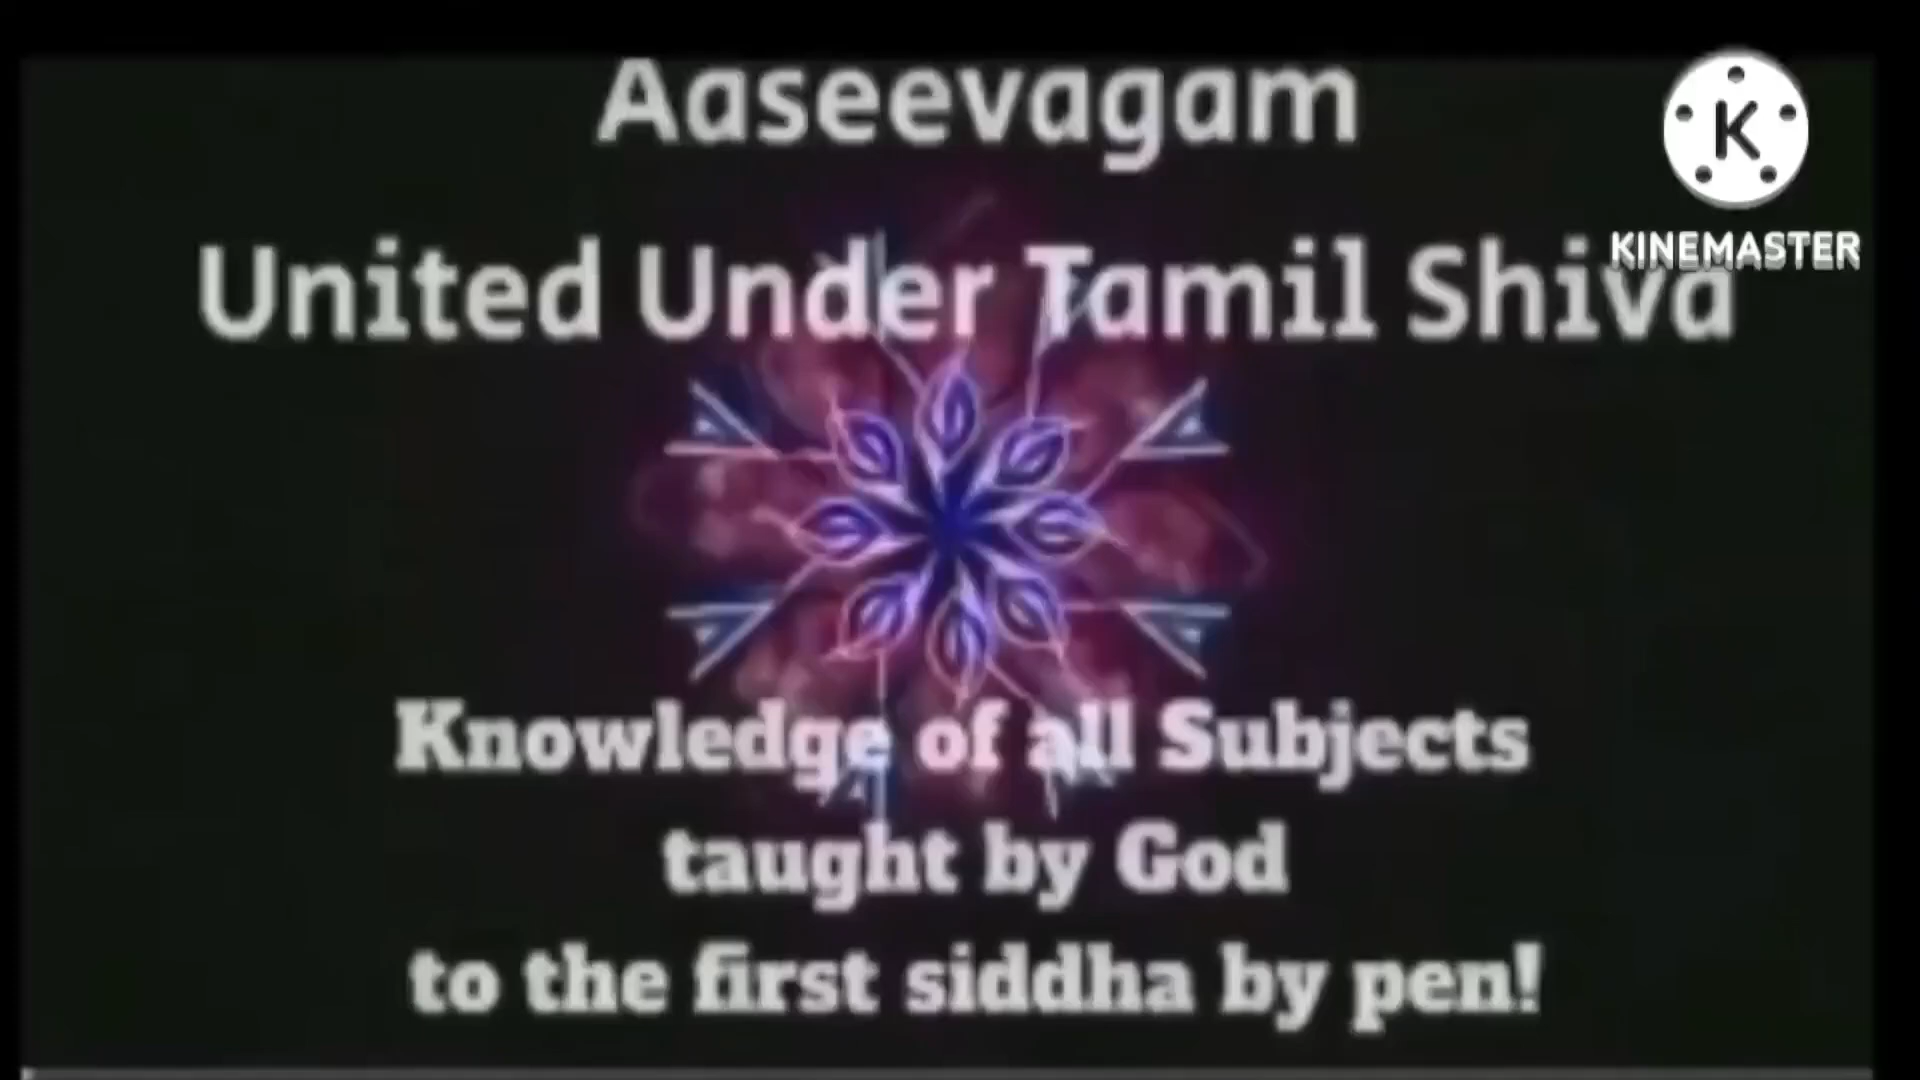 Aaseevagam
K
KINEMASTER
United Under Tamil Shiva
Knowledge of all Subjects
taught by God
to the first siddha by pen!